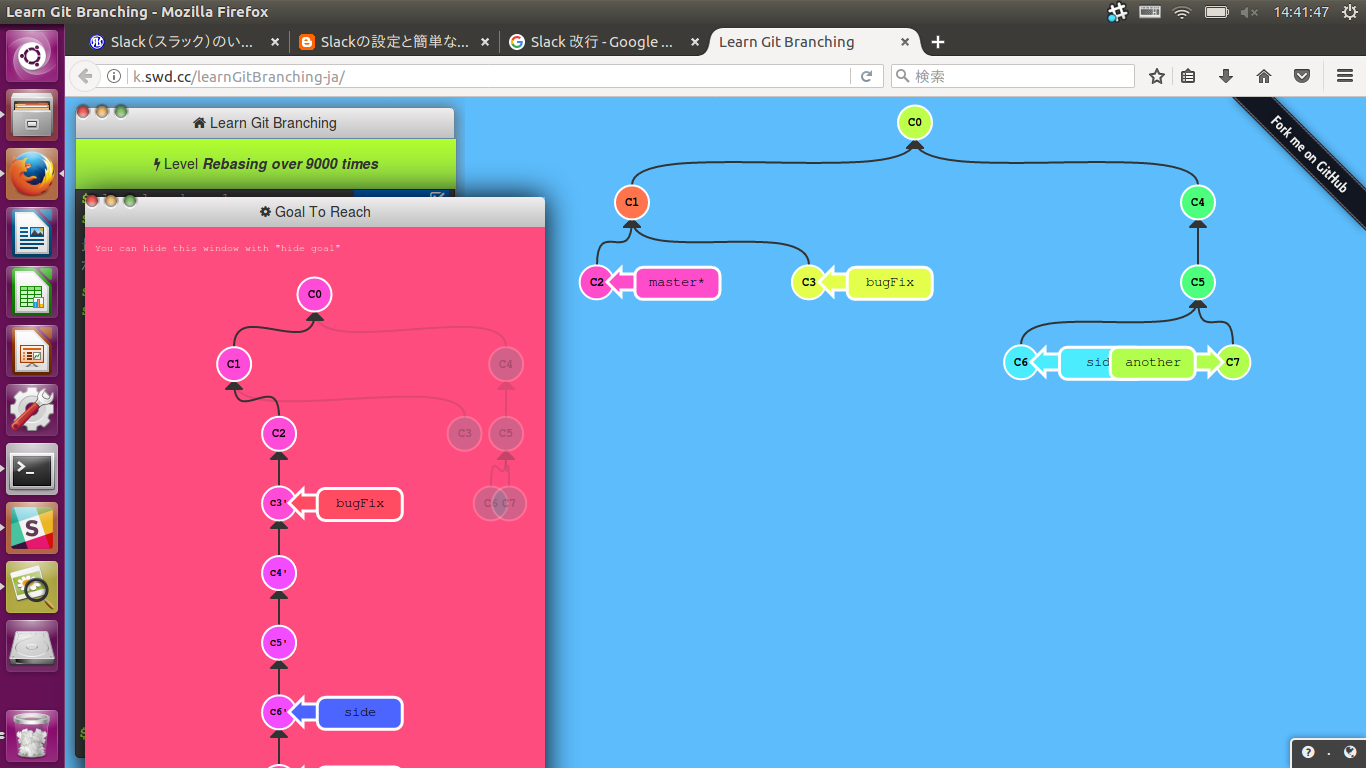 Learn Git Branching - Mozilla Firefox
14:41:47
Slack(スラック)のい...
Slackの設定と簡単な...
Slack 改行 - Google ...
Learn Git Branching
k.swd.cc/learnGitBranching-ja/
検索
Learn Git Branching
Level Rebasing over 9000 times
Goal To Reach
You can hide this window with "hide goal"
C0
C1
C4
C2
C3
C5
C3'
bugFix
C6
C7
C4'
C5'
C6'
side
C0
C1
C4
C2
master*
C3
bugFix
C5
C6
another
C7
Fork me on GitHub